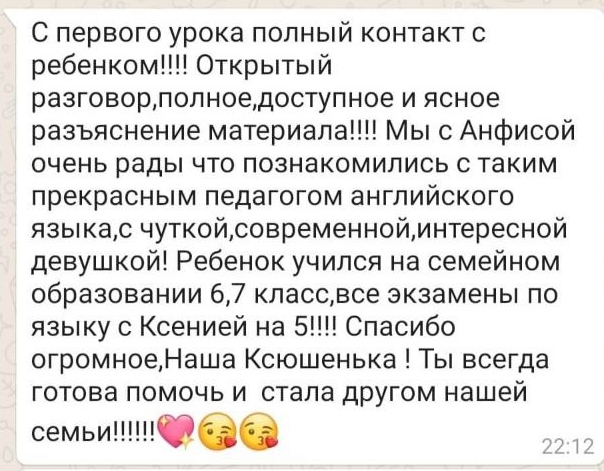 С первого урока полный контакт с
ребенком!!!! Открытый
разговор,полное,доступное и ясное
разъяснение материала!!!! Мы с Анфисой
очень рады что познакомились с таким
прекрасным педагогом английского
языка,с чуткой,современной,интересной
девушкой! Ребенок учился на семейном
образовании 6,7 класс,все экзамены по
языку с Ксенией на 5!!!! Спасибо
огромное,Наша Ксюшенька ! Ты всегда
готова помочь и  стала другом нашей
семьи!!!!!!💖😘😘
22:12